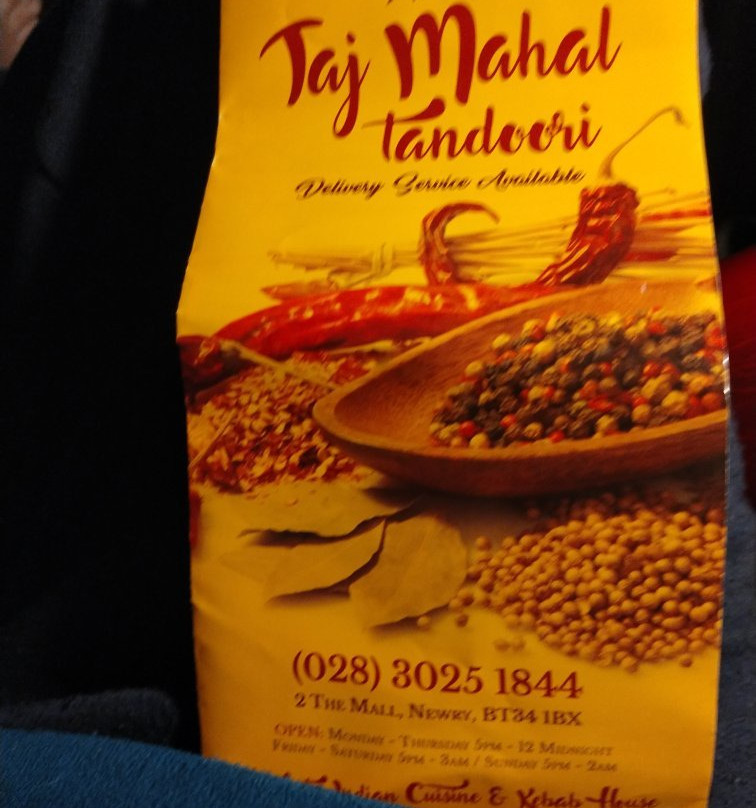 Taj Mahal
Tandoori
Delivery Service Available
(028) 3025 1844
2 The Mall, Newry, BT34 1BX
OPEN: Monday - Thursday 5pm - 12 Midnight
Friday - Saturday 5pm - 3am / Sunday 5pm - 2am
Indian Cuisine & Kebab House